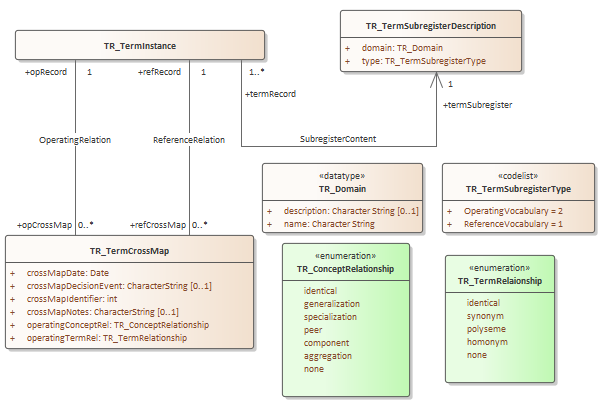 TR_TermInstance
TR_TermSubregisterDescription
+ domain: TR_Domain
+ type: TR_TermSubregisterType
+opRecord 1 +refRecord 1 1..*
+termRecord
1
+termSubregister
OperatingRelation ReferenceRelation SubregisterContent
+opCrossMap 0..* +refCrossMap 0..*
«datatype»
TR_Domain
+ description: Character String [0..1]
+ name: Character String
«codelist»
TR_TermSubregisterType
+ OperatingVocabulary = 2
+ ReferenceVocabulary = 1
TR_TermCrossMap
+ crossMapDate: Date
+ crossMapDecisionEvent: CharacterString [0..1]
+ crossMapIdentifier: int
+ crossMapNotes: CharacterString [0..1]
+ operatingConceptRel: TR_ConceptRelationship
+ operatingTermRel: TR_TermRelationship
«enumeration»
TR_ConceptRelationship
identical
generalization
specialization
peer
component
aggregation
none
«enumeration»
TR_TermRelaionship
identical
synonym
polyseme
homonym
none